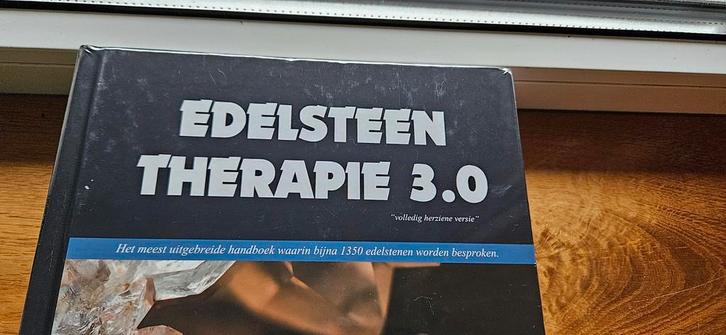 EDELSTEEN
THERAPIE 3.0
"volledig herziene versie"
Het meest uitgebreide handboek waarin bijna 1350 edelstenen worden besproken.